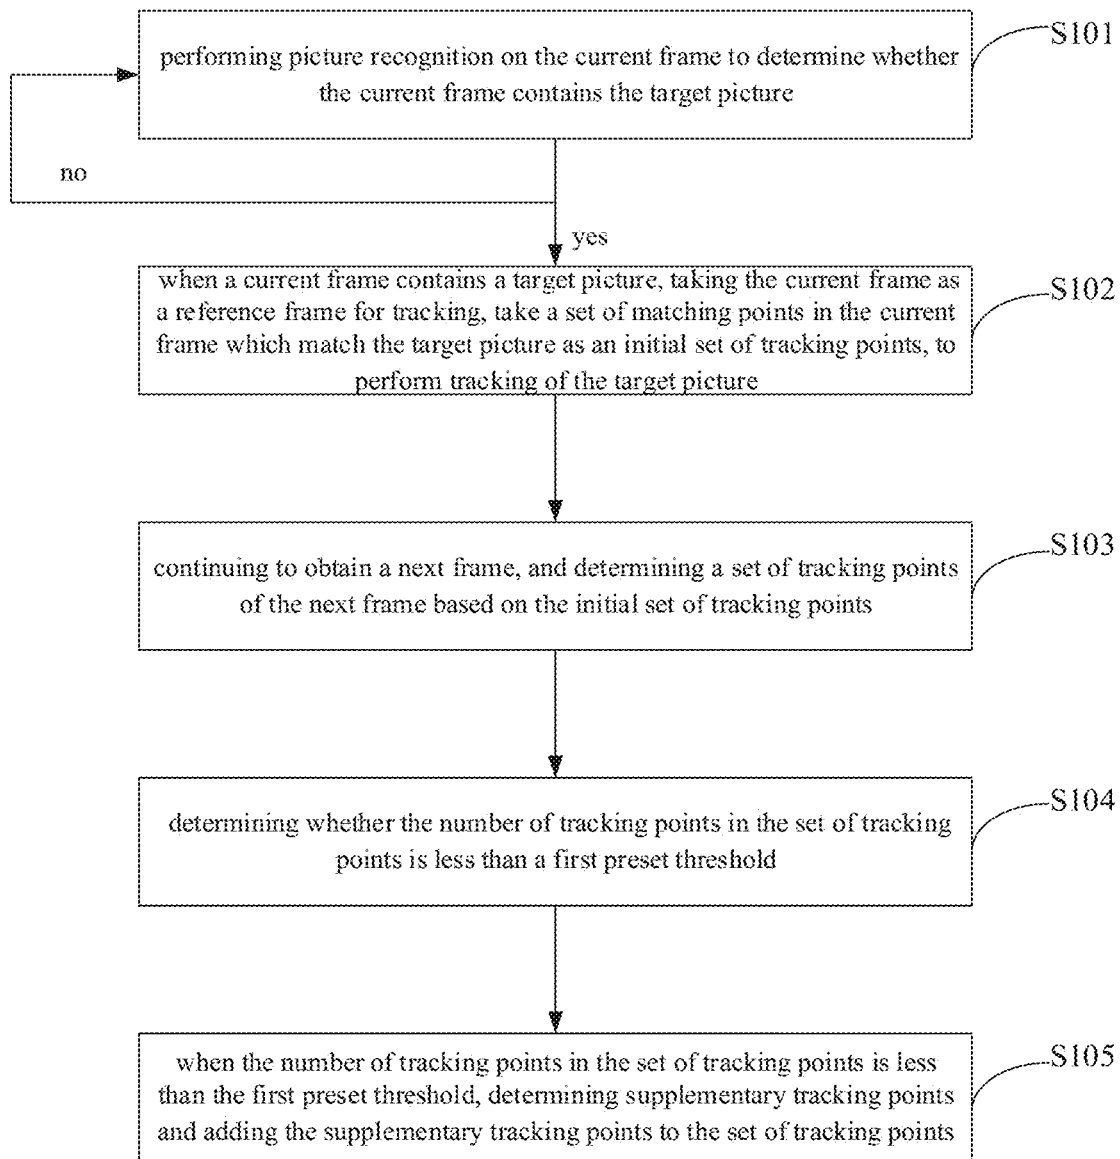 S101
performing picture recognition on the current frame to determine whether
the current frame contains the target picture
no
yes
S102
when a current frame contains a target picture, taking the current frame as
a reference frame for tracking, take a set of matching points in the current
frame which match the target picture as an initial set of tracking points, to
perform tracking of the target picture
S103
continuing to obtain a next frame, and determining a set of tracking points
of the next frame based on the initial set of tracking points
S104
determining whether the number of tracking points in the set of tracking
points is less than a first preset threshold
S105
when the number of tracking points in the set of tracking points is less
than the first preset threshold, determining supplementary tracking points
and adding the supplementary tracking points to the set of tracking points